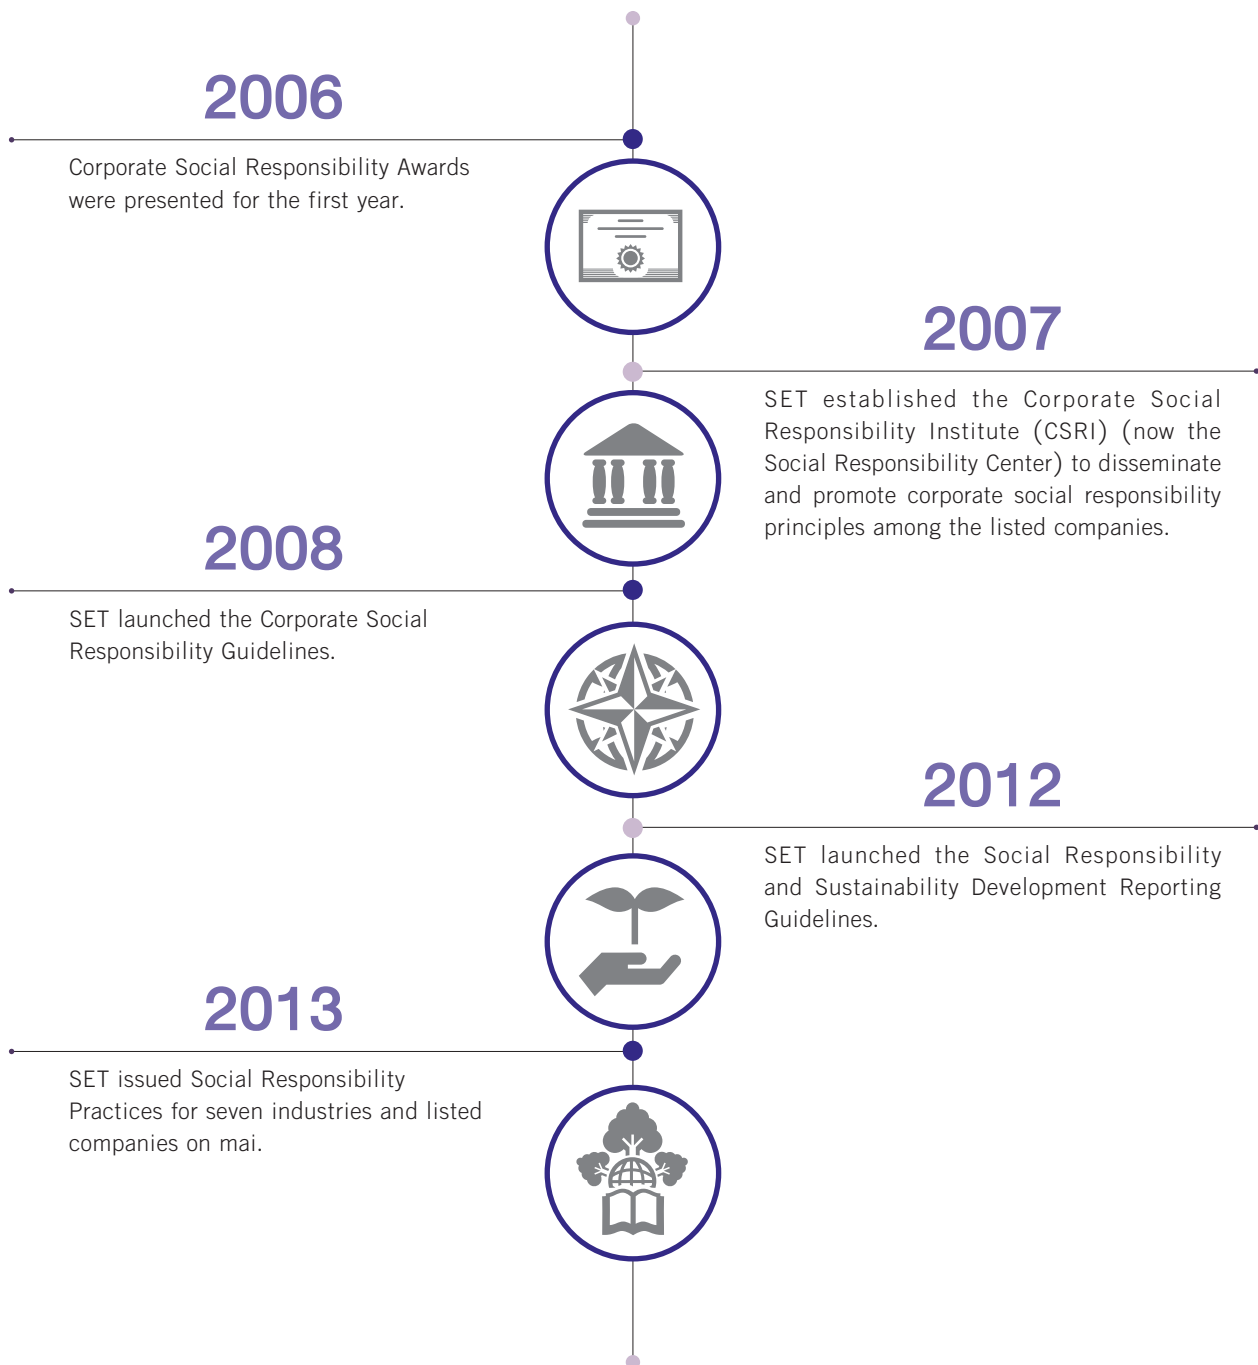 2006
Corporate Social Responsibility Awards
were presented for the first year.
2007
SET established the Corporate Social
Responsibility Institute (CSRI) (now the
Social Responsibility Center) to disseminate
and promote corporate social responsibility
principles among the listed companies.
2008
SET launched the Corporate Social
Responsibility Guidelines.
2012
SET launched the Social Responsibility
and Sustainability Development Reporting
Guidelines.
2013
SET issued Social Responsibility
Practices for seven industries and listed
companies on mai.